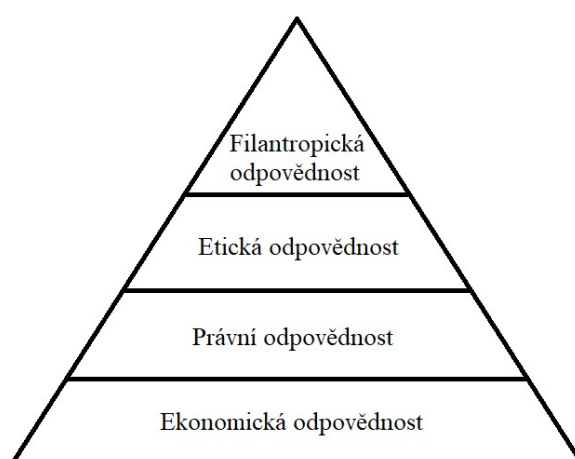 Filantropická
odpovědnost
Etická odpovědnost
Právní odpovědnost
Ekonomická odpovědnost